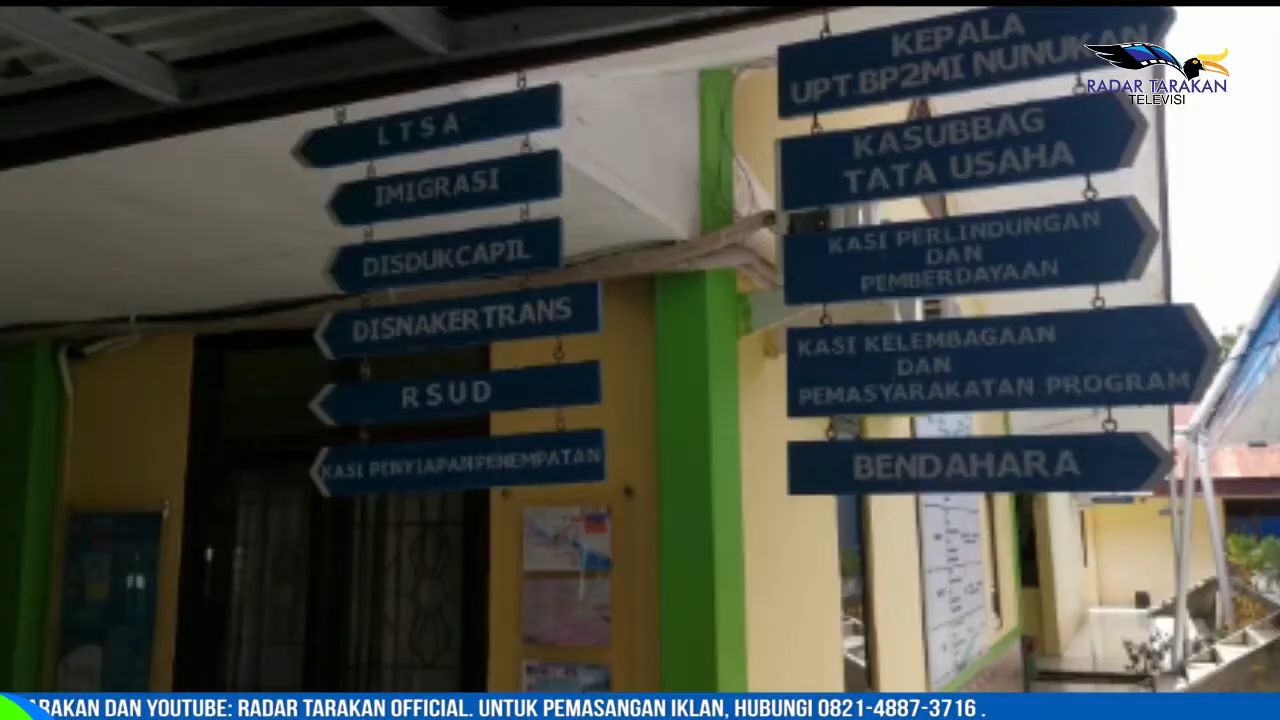 LTSA
IMIGRASI
DISDUKCAPIL
DISNAKERTRANS
RSUD
KASI PENYIAPAN PENEMPATAN
KEPALA
UPT.BP2MI NUNUKAN
KASUBBAG
TATA USAHA
KASI PERLINDUNGAN
DAN
PEMBERDAYAAN
KASI KELEMBAGAAN
DAN
PEMASYARAKATAN PROGRAM
BENDAHARA
RADAR TARAKAN
TELEVISI
ARAKAN DAN YOUTUBE: RADAR TARAKAN OFFICIAL. UNTUK PEMASANGAN IKLAN, HUBUNGI 0821-4887-3716 .